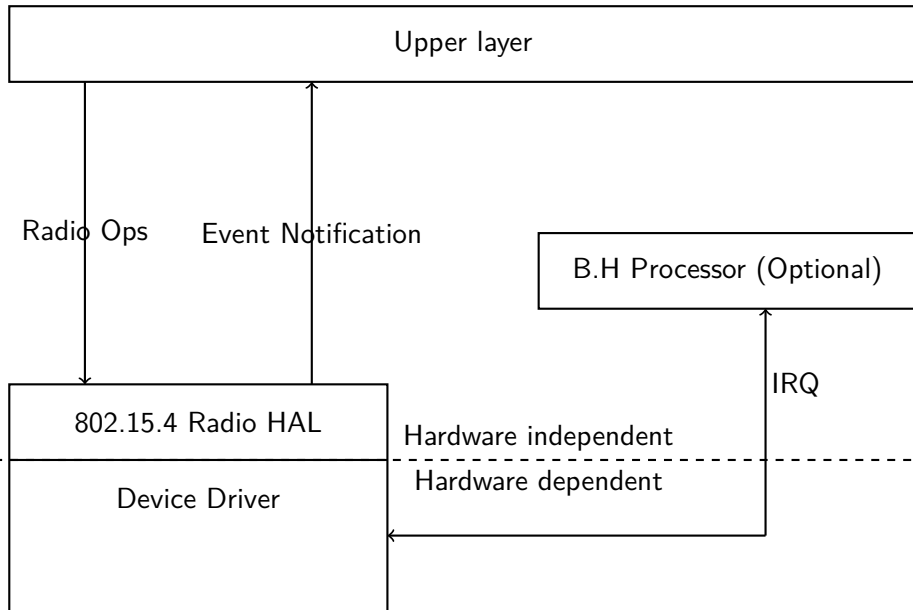 Upper layer
Radio Ops
Event Notification
B.H Processor (Optional)
IRQ
802.15.4 Radio HAL
Hardware independent
Hardware dependent
Device Driver